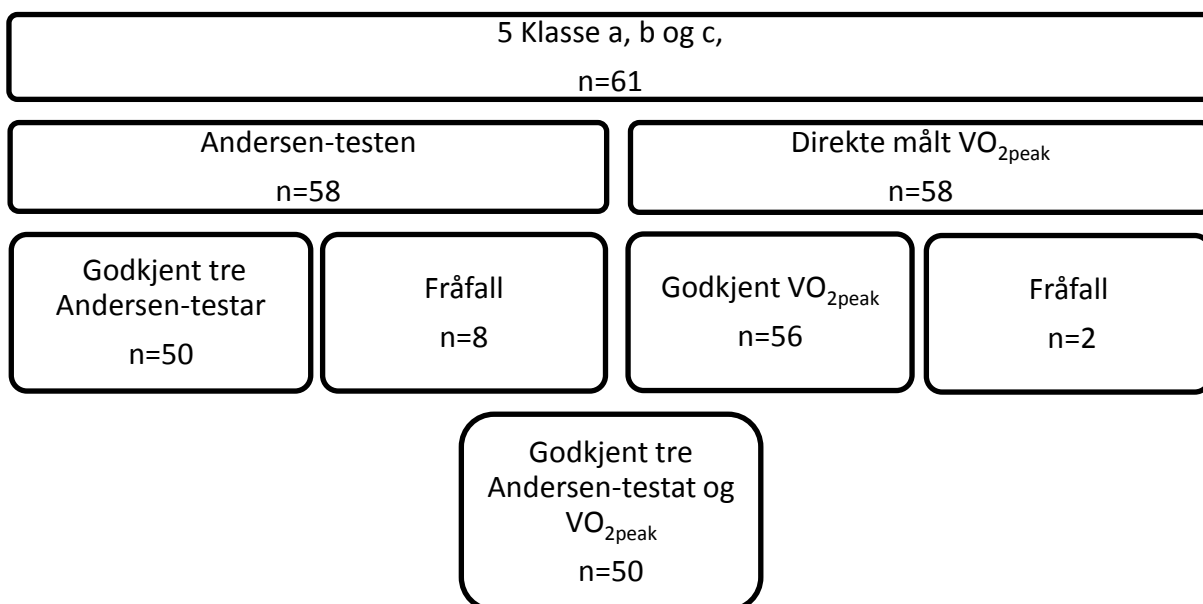 5 Klasse a, b og c,
n=61
Andersen-testen
n=58
Direkte målt VO₂peak
n=58
Godkjent tre
Andersen-testar
n=50
Fråfall
n=8
Godkjent VO₂peak
n=56
Fråfall
n=2
Godkjent tre
Andersen-testat og
VO₂peak
n=50